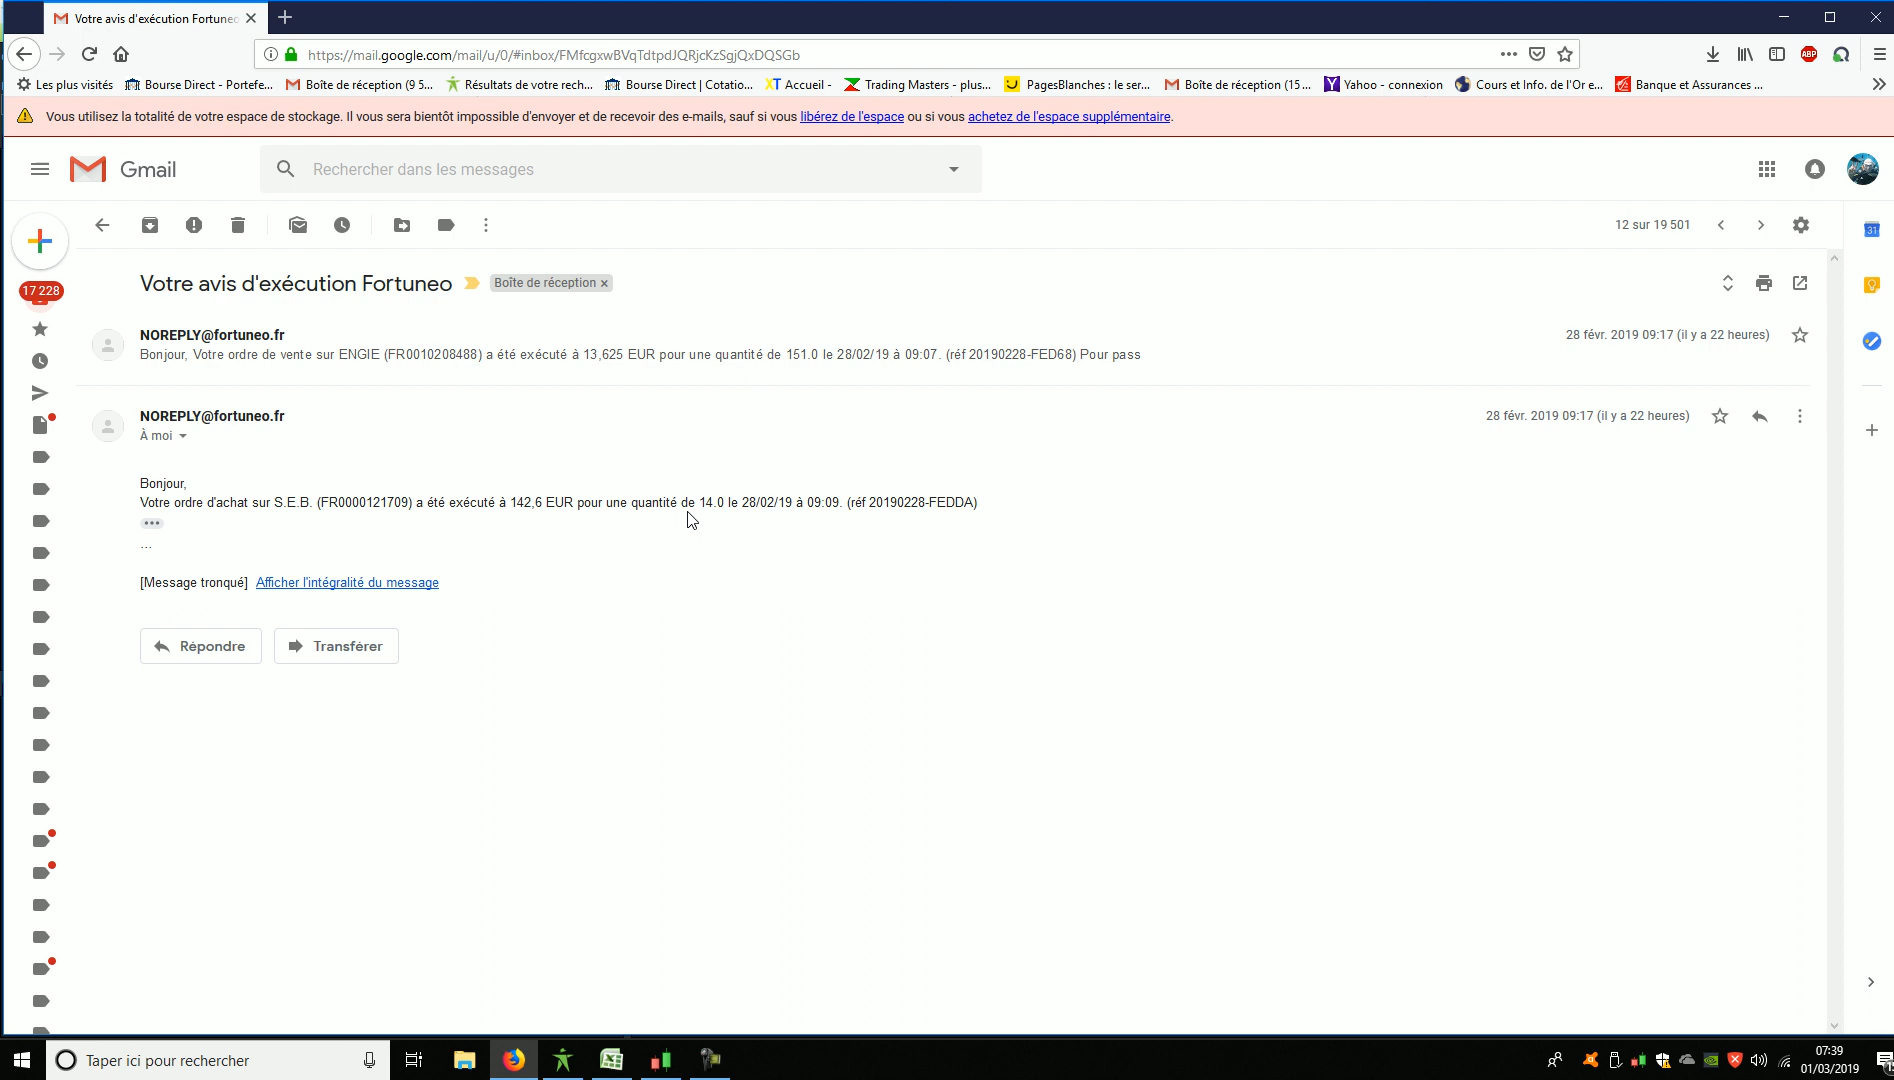 Votre avis d'exécution Fortuneo
https://mail.google.com/mail/u/0/#inbox/FMfcgxwBVqTdtpdJQRjcKzSgjQxDQSGb
ABP
Les plus visités
Bourse Direct - Portefe...
Boîte de réception (9 5...
Résultats de votre rech...
Bourse Direct | Cotatio...
Accueil -
Trading Masters - plus...
PagesBlanches : le ser...
Boîte de réception (15...
Yahoo - connexion
Cours et Info. de l'Or e...
Banque et Assurances ...
Vous utilisez la totalité de votre espace de stockage. Il vous sera bientôt impossible d'envoyer et de recevoir des e-mails, sauf si vous libérez de l'espace ou si vous achetez de l'espace supplémentaire.
Gmail
Rechercher dans les messages
12 sur 19 501
31
17 228
Votre avis d'exécution Fortuneo
Boîte de réception ×
NOREPLY@fortuneo.fr
28 févr. 2019 09:17 (il y a 22 heures)
Bonjour, Votre ordre de vente sur ENGIE (FR0010208488) a été exécuté à 13,625 EUR pour une quantité de 151.0 le 28/02/19 à 09:07. (réf 20190228-FED68) Pour pass
NOREPLY@fortuneo.fr
28 févr. 2019 09:17 (il y a 22 heures)
À moi
Bonjour,
Votre ordre d'achat sur S.E.B. (FR0000121709) a été exécuté à 142,6 EUR pour une quantité de 14.0 le 28/02/19 à 09:09. (réf 20190228-FEDDA)
...
[Message tronqué] Afficher l'intégralité du message
Répondre
Transférer
Taper ici pour rechercher
07:39
01/03/2019